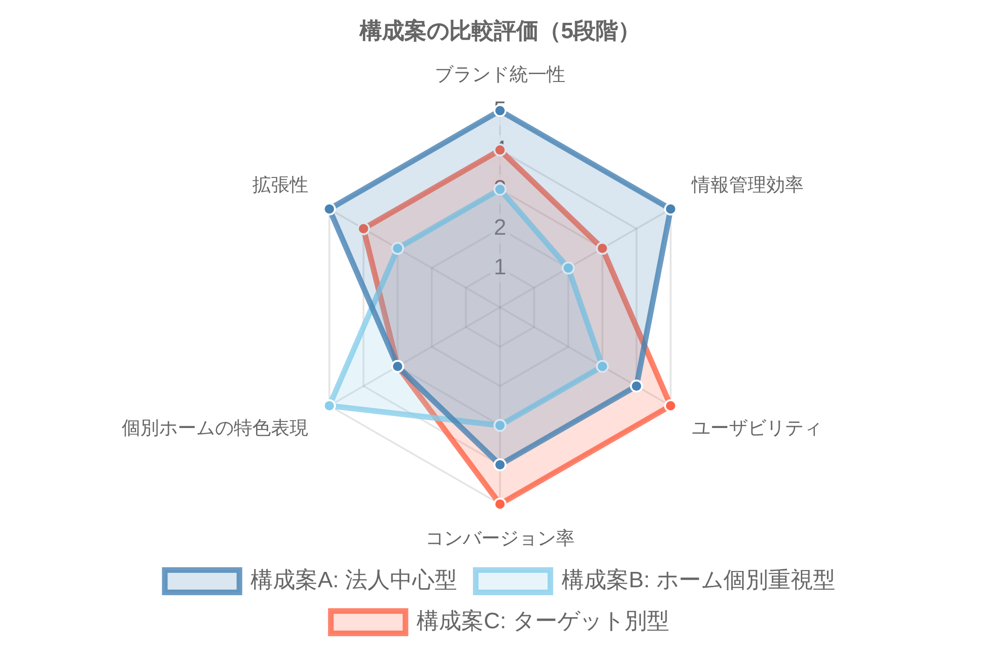 構成案の比較評価（5段階）
ブランド統一性
5
4
3
2
1
拡張性
情報管理効率
個別ホームの特色表現
ユーザビリティ
コンバージョン率
構成案A: 法人中心型
構成案B: ホーム個別重視型
構成案C: ターゲット別型